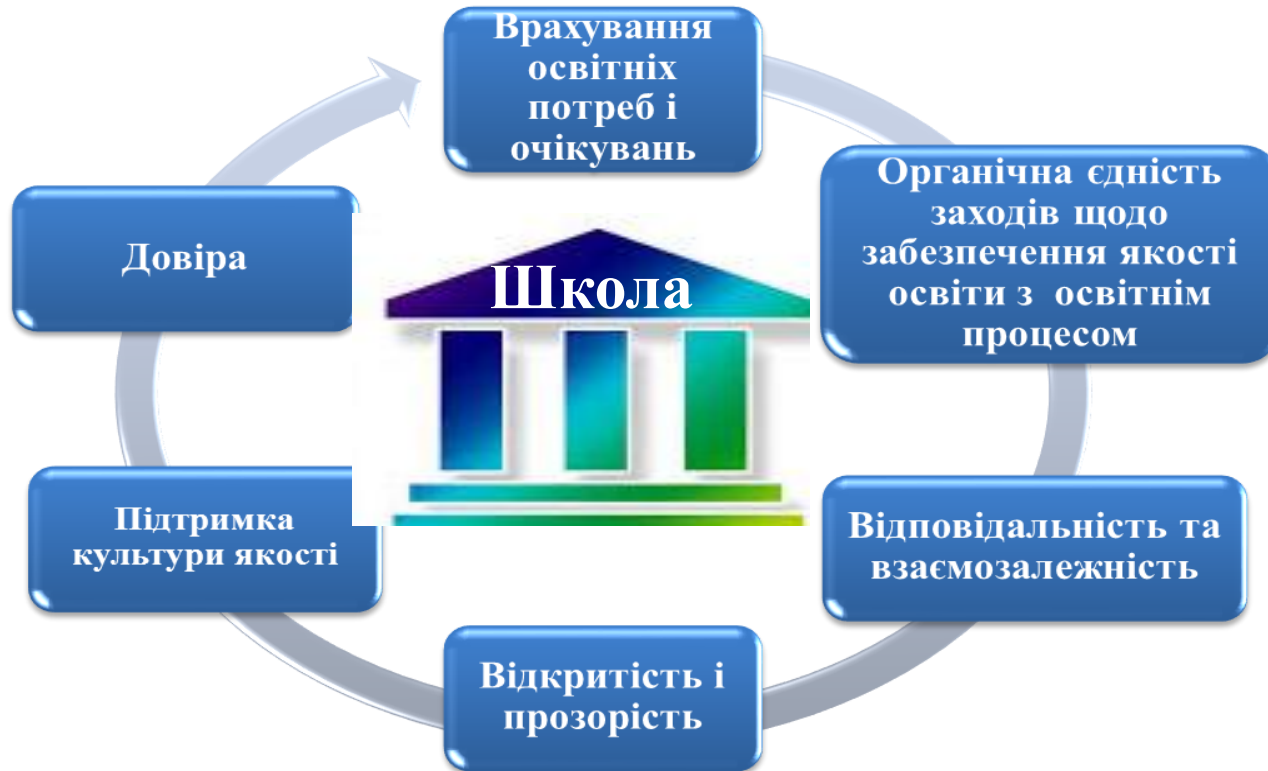 Врахування
освітніх
потреб і
очікувань
Органічна єдність
заходів щодо
забезпечення якості
освіти з освітнім
процесом
Відповідальність та
взаємозалежність
Відкритість і
прозорість
Підтримка
культури якості
Довіра
Школа